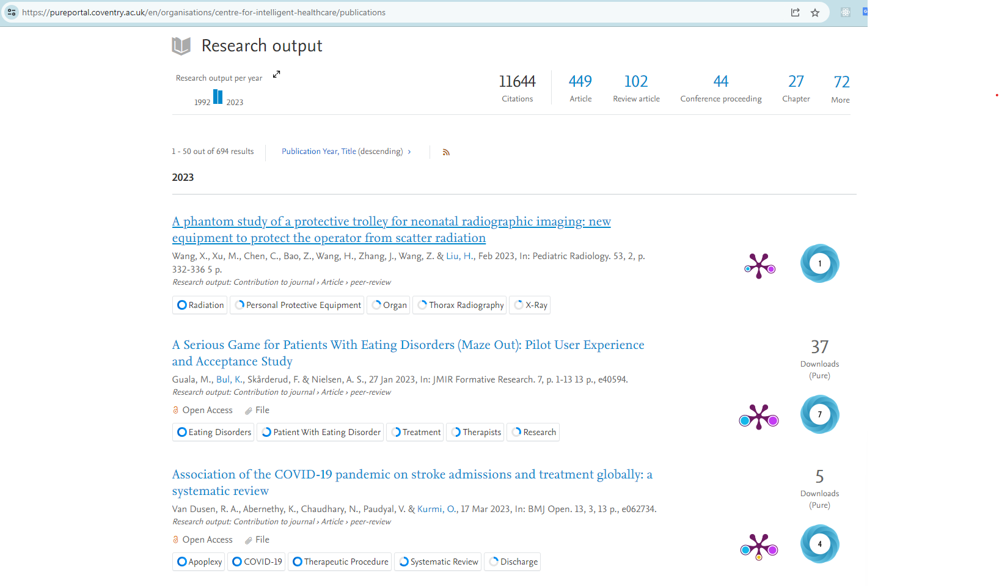 https://pureportal.coventry.ac.uk/en/organisations/centre-for-intelligent-healthcare/publications
Research output
Research output per year
1992 2023
11644
Citations
449
Article
102
Review article
44
Conference proceeding
27
Chapter
72
More
1 - 50 out of 694 results
Publication Year, Title (descending) ›
2023
A phantom study of a protective trolley for neonatal radiographic imaging: new
equipment to protect the operator from scatter radiation
Wang, X., Xu, M., Chen, C., Bao, Z., Wang, H., Zhang, J., Wang, Z. & Liu, H., Feb 2023, In: Pediatric Radiology. 53, 2, p.
332-336 5 p.
Research output: Contribution to journal › Article › peer-review
1
Radiation Personal Protective Equipment Organ Thorax Radiography X-Ray
A Serious Game for Patients With Eating Disorders (Maze Out): Pilot User Experience
and Acceptance Study
Guala, M., Bul, K., Skårderud, F. & Nielsen, A. S., 27 Jan 2023, In: JMIR Formative Research. 7, p. 1-13 13 p., e40594.
Research output: Contribution to journal › Article › peer-review
Open Access File
37
Downloads
(Pure)
7
Eating Disorders Patient With Eating Disorder Treatment Therapists Research
Association of the COVID-19 pandemic on stroke admissions and treatment globally: a
systematic review
Van Dusen, R. A., Abernethy, K., Chaudhary, N., Paudyal, V. & Kurmi, O., 17 Mar 2023, In: BMJ Open. 13, 3, 13 p., e062734.
Research output: Contribution to journal › Article › peer-review
Open Access File
5
Downloads
(Pure)
4
Apoplexy COVID-19 Therapeutic Procedure Systematic Review Discharge